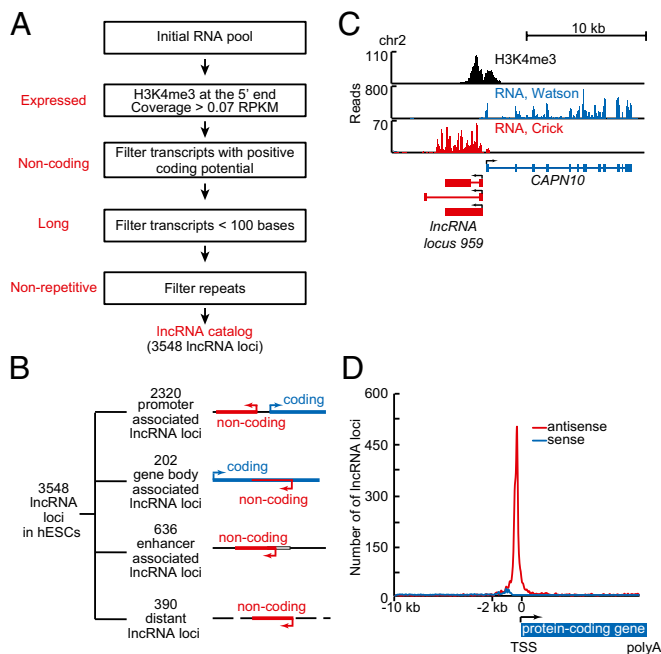 A
Initial RNA pool
Expressed
H3K4me3 at the 5' end
Coverage > 0.07 RPKM
Non-coding
Filter transcripts with positive
coding potential
Long
Filter transcripts < 100 bases
Non-repetitive
Filter repeats
lncRNA catalog
(3548 lncRNA loci)
B
3548
lncRNA
loci
in hESCs
2320
promoter
associated
lncRNA loci
coding
non-coding
202
gene body
associated
lncRNA loci
coding
non-coding
636
enhancer
associated
lncRNA loci
non-coding
390
distant
lncRNA loci
non-coding
C
chr2
10 kb
Reads
110
H3K4me3
800
RNA, Watson
70
RNA, Crick
CAPN10
lncRNA
locus 959
D
Number of of lncRNA loci
600
450
300
150
0
antisense
sense
-10 kb
-2 kb
0
protein-coding gene
TSS
polyA